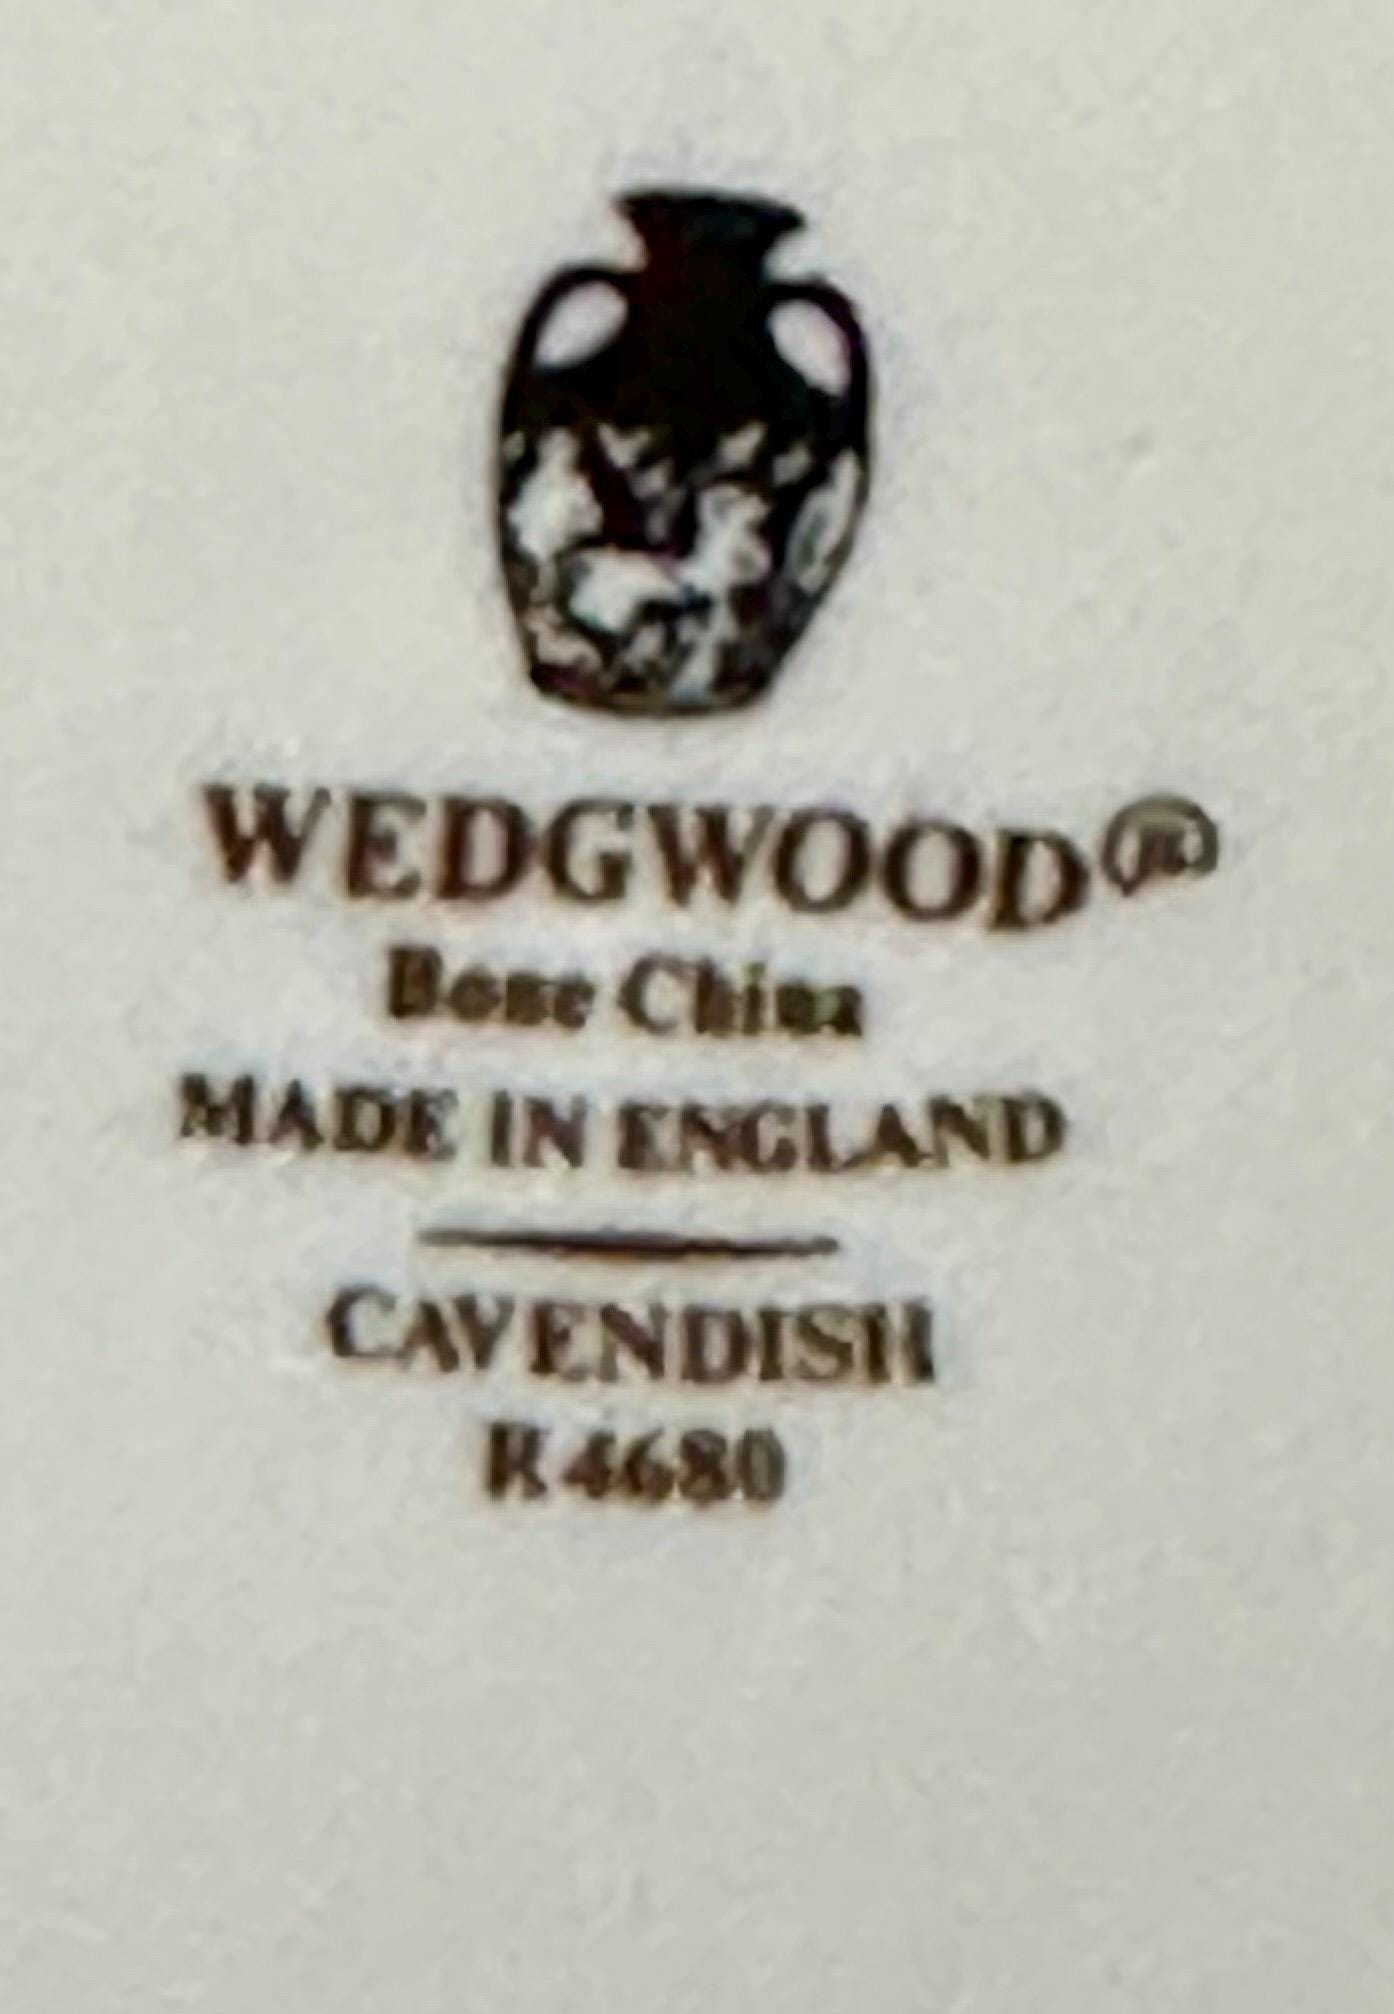 WEDGWOOD®
Bone China
MADE IN ENGLAND
CAVENDISH
R4680